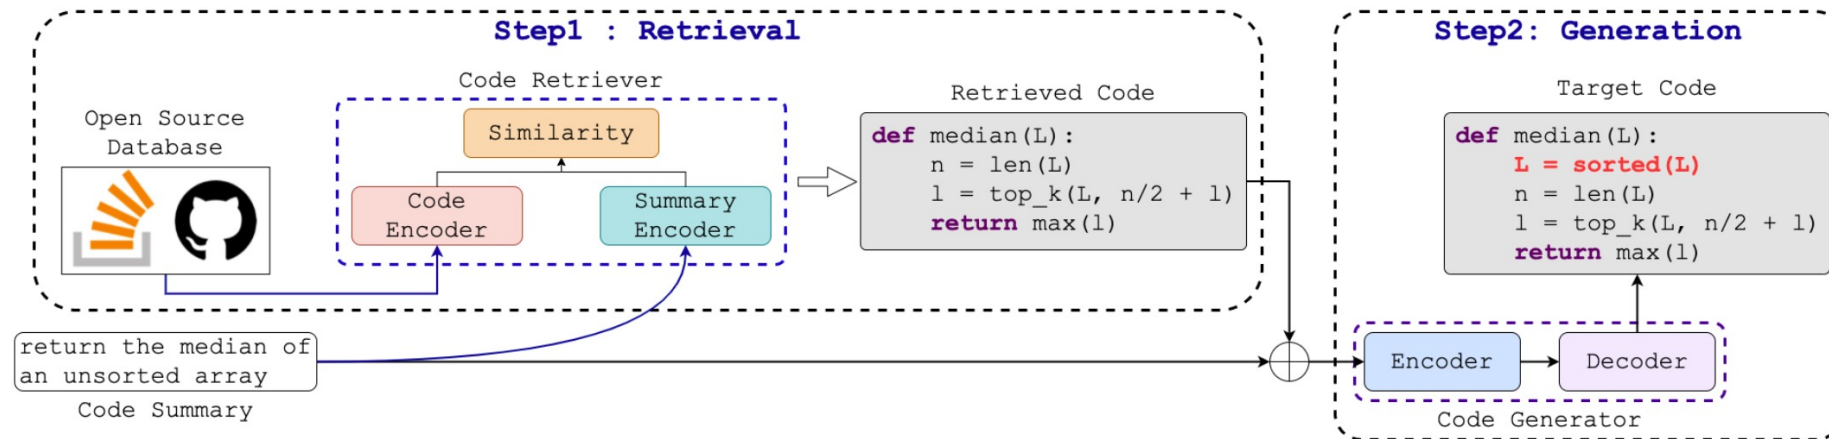 Step1 : Retrieval
Code Retriever
Open Source
Database
Similarity
Code
Encoder
Summary
Encoder
Retrieved Code
def median(L):
    n = len(L)
    l = top_k(L, n/2 + l)
    return max(l)
return the median of
an unsorted array
Code Summary
Step2: Generation
Target Code
def median(L):
    L = sorted(L)
    n = len(L)
    l = top_k(L, n/2 + l)
    return max(l)
Encoder
Decoder
Code Generator